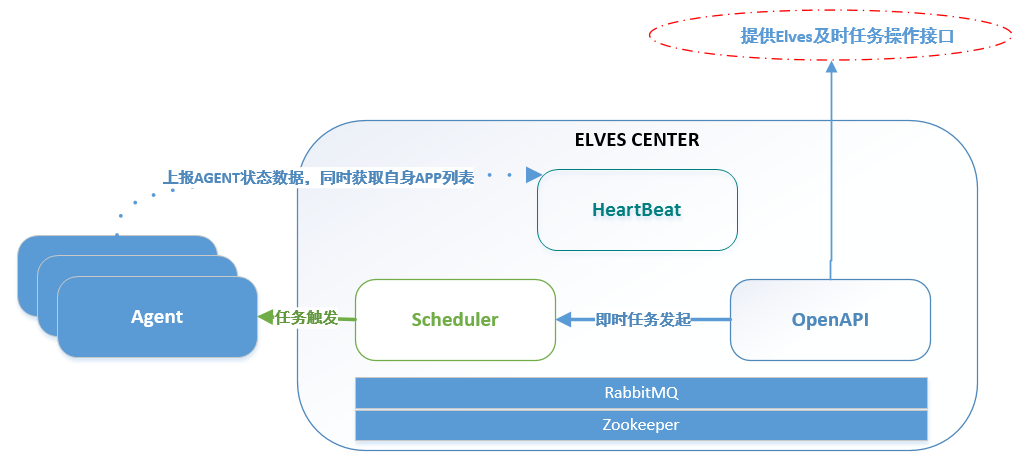 提供Elves及时任务操作接口
ELVES CENTER
上报AGENT状态数据，同时获取自身APP列表
HeartBeat
Agent
任务触发
Scheduler
即时任务发起
OpenAPI
RabbitMQ
Zookeeper